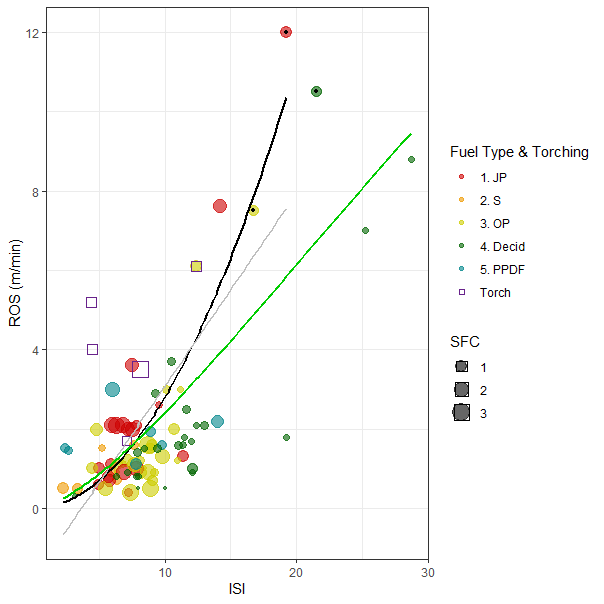 12
8
4
0
ROS (m/min)
10
20
30
ISI
Fuel Type & Torching
1. JP
2. S
3. OP
4. Decid
5. PPDF
Torch
SFC
1
2
3